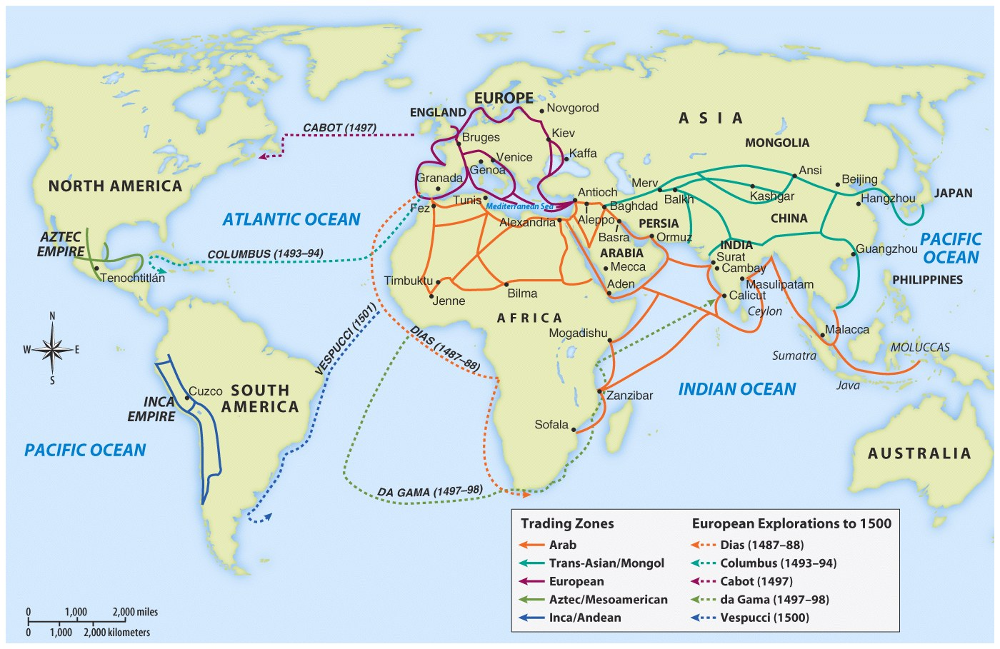 EUROPE
Novgorod
ENGLAND
ASIA
CABOT (1497)
Bruges
Kiev
MONGOLIA
Venice
Kaffa
Genoa
Ansi
Granada
Beijing
NORTH AMERICA
Merv
Antioch
Balkh
Kashgar
JAPAN
Tunis
Hangzhou
Fez
Mediterranean Sea
Baghdad
ATLANTIC OCEAN
Alexandria
Aleppo
PERSIA
CHINA
AZTEC
EMPIRE
Basra
Ormuz
PACIFIC
OCEAN
INDIA
COLUMBUS (1493–94)
ARABIA
Surat
Guangzhou
Mecca
Cambay
Tenochtitlán
Timbuktu
PHILIPPINES
Aden
Masulipatam
Bilma
Jenne
Calicut
Ceylon
AFRICA
N
W
E
S
VESPUCCI (1501)
DIAS (1487–88)
Mogadishu
Malacca
MOLUCCAS
Sumatra
Java
Cuzco
SOUTH
AMERICA
INDIAN OCEAN
Zanzibar
INCA
EMPIRE
Sofala
PACIFIC OCEAN
AUSTRALIA
DA GAMA (1497–98)
Trading Zones
Arab
Trans-Asian/Mongol
European
Aztec/Mesoamerican
Inca/Andean
European Explorations to 1500
Dias (1487–88)
Columbus (1493–94)
Cabot (1497)
da Gama (1497–98)
Vespucci (1500)
0 1,000 2,000 miles
0 1,000 2,000 kilometers